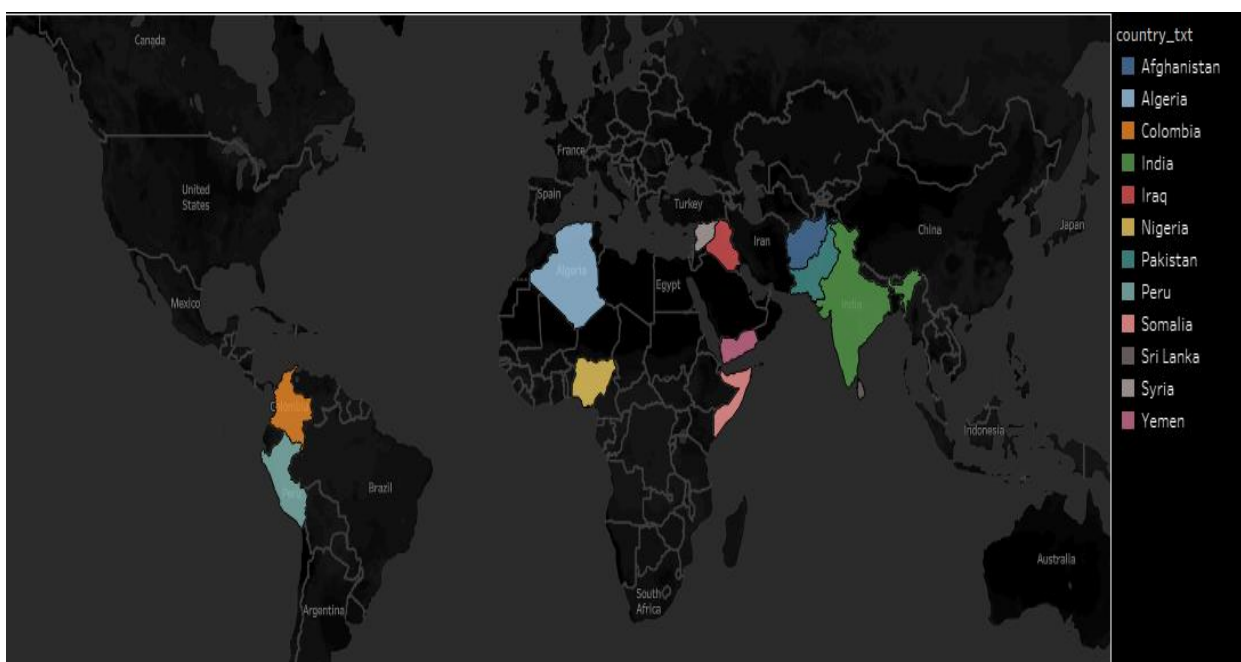 Canada
United
States
Mexico
Colombia
Peru
Brazil
Argentina
France
Spain
Turkey
Algeria
Egypt
Iran
India
China
Japan
Indonesia
South
Africa
Australia
country_txt
Afghanistan
Algeria
Colombia
India
Iraq
Nigeria
Pakistan
Peru
Somalia
Sri Lanka
Syria
Yemen